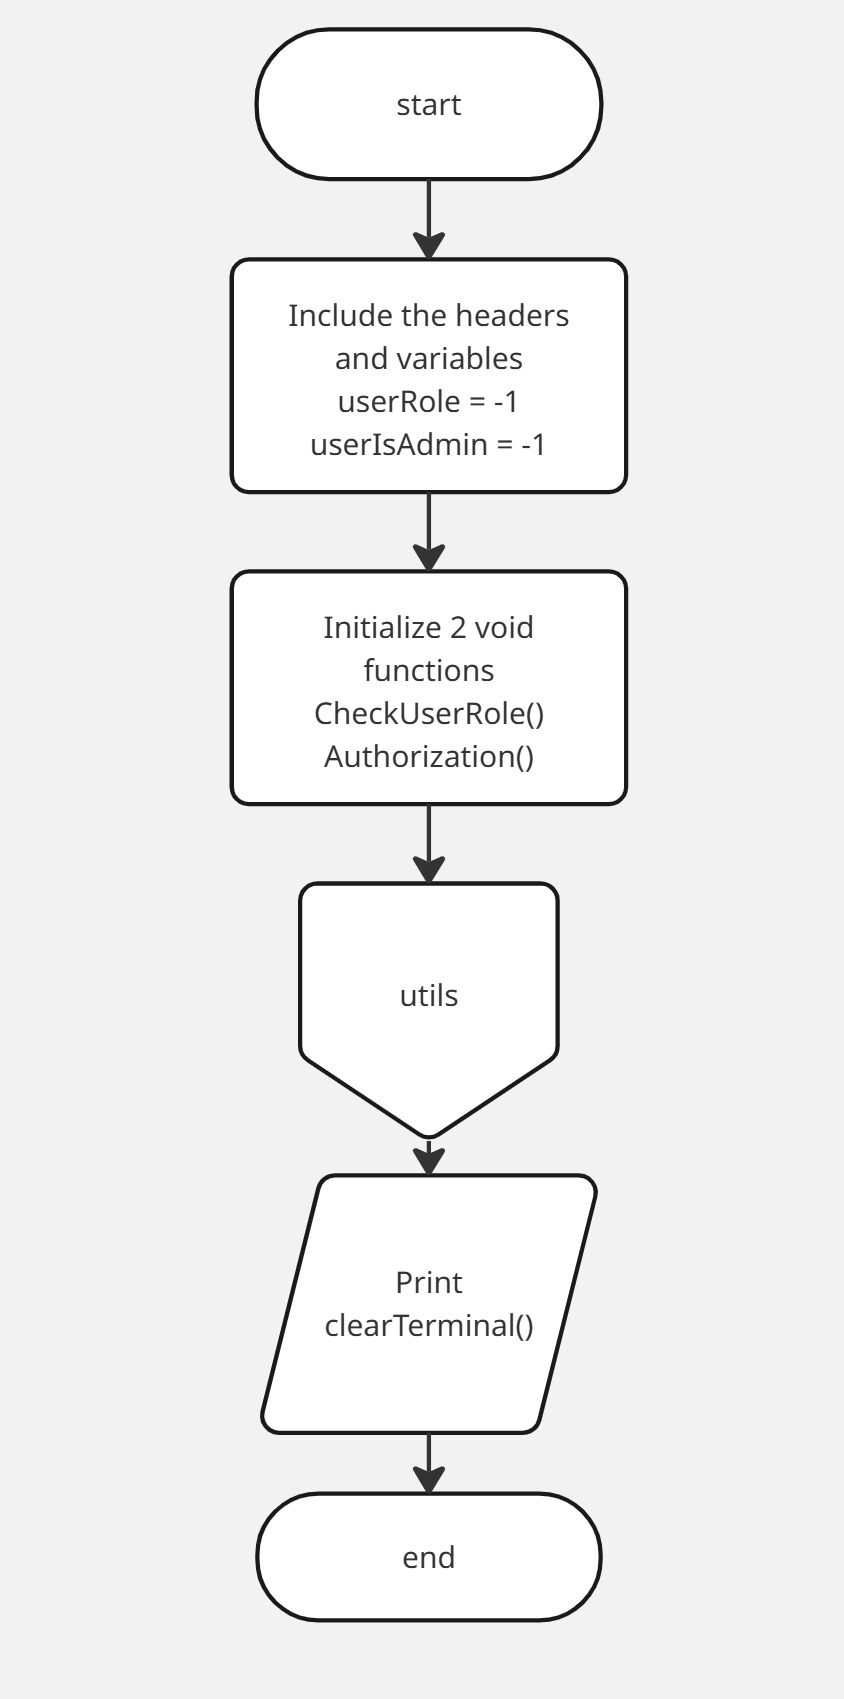 start
Include the headers
and variables
userRole = -1
userIsAdmin = -1
Initialize 2 void
functions
CheckUserRole()
Authorization()
utils
Print
clearTerminal()
end